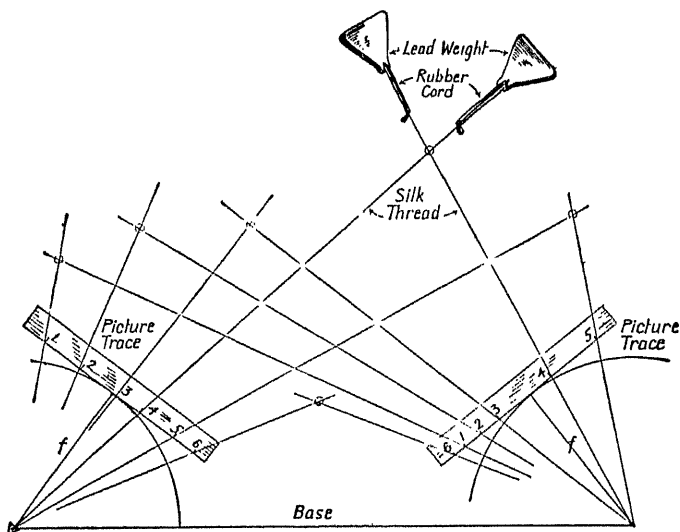 Lead Weight
Rubber
Cord
Silk
Thread
Picture
Trace
Picture
Trace
1
2
3
4
5
6
6
1
2
3
4
5
f
f
Base